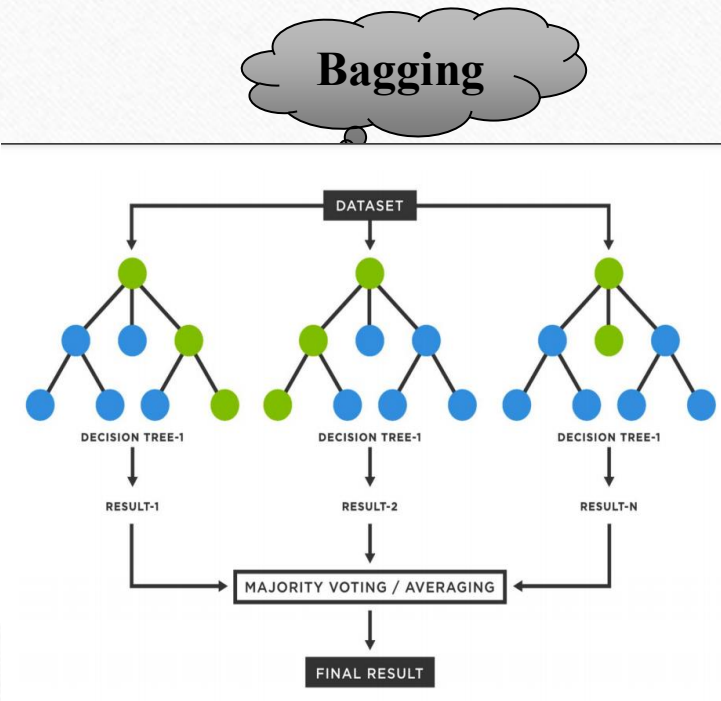 Bagging
DATASET
DECISION TREE-1
DECISION TREE-1
DECISION TREE-1
RESULT-1
RESULT-2
RESULT-N
MAJORITY VOTING / AVERAGING
FINAL RESULT